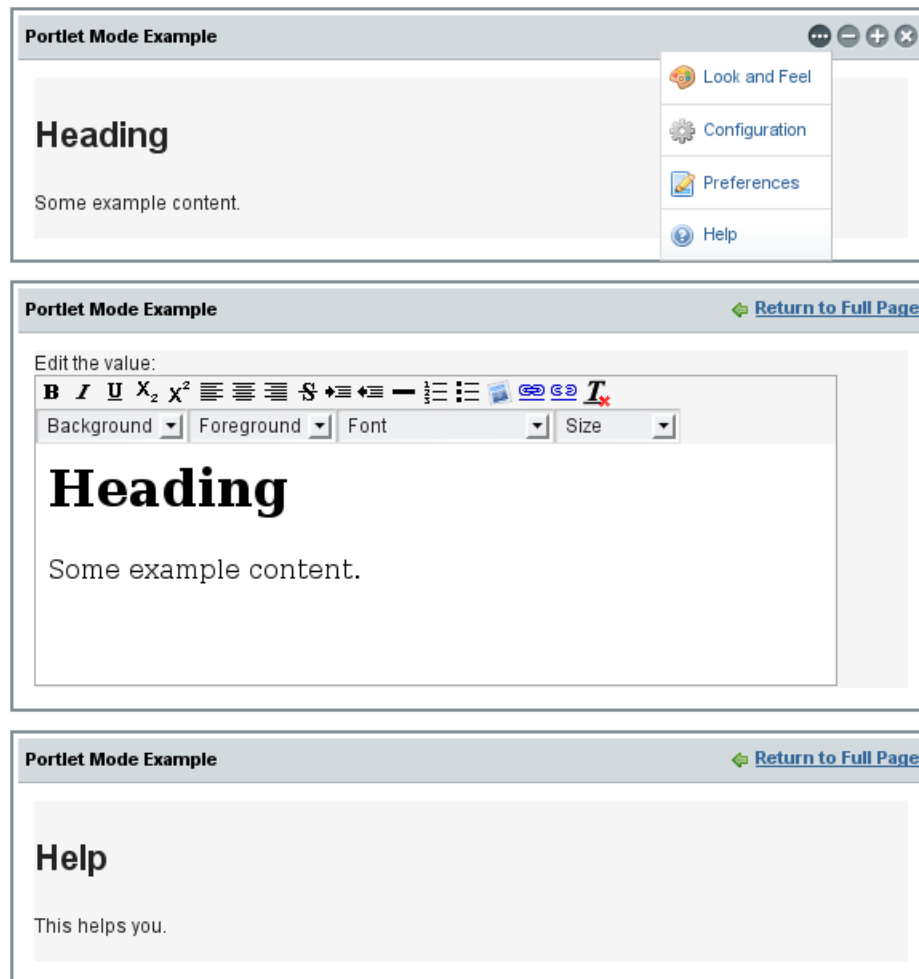 Portlet Mode Example
Look and Feel
Heading
Configuration
Preferences
Some example content.
Help
Portlet Mode Example
Return to Full Page
Edit the value:
B I U X₂ X² S T
Background Foreground Font Size
Heading
Some example content.
Portlet Mode Example
Return to Full Page
Help
This helps you.